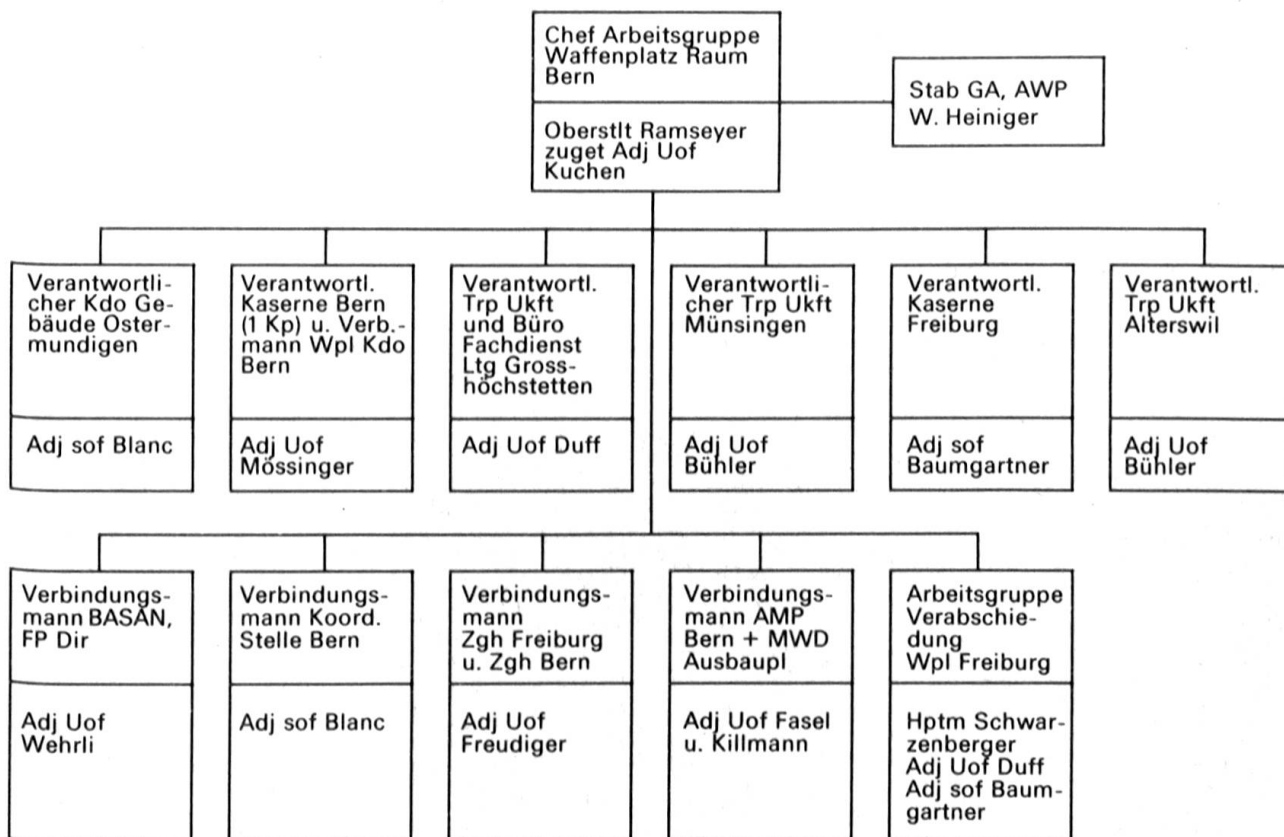 Chef Arbeitsgruppe
Waffenplatz Raum
Bern
Oberstlt Ramseyer
zuget Adj Uof
Kuchen
Stab GA, AWP
W. Heiniger
Verantwortli-
cher Kdo Ge-
bäude Oster-
mundigen
Adj sof Blanc
Verantwortl.
Kaserne Bern
(1 Kp) u. Verb.-
mann Wpl Kdo
Bern
Adj Uof
Mössinger
Verantwortl.
Trp Ukft
und Büro
Fachdienst
Ltg Gross-
höchstetten
Adj Uof Duff
Verantwortli-
cher Trp Ukft
Münsingen
Adj Uof
Bühler
Verantwortl.
Kaserne
Freiburg
Adj sof
Baumgartner
Verantwortl.
Trp Ukft
Alterswil
Adj Uof
Bühler
Verbindungs-
mann BASAN,
FP Dir
Adj Uof
Wehrli
Verbindungs-
mann Koord.
Stelle Bern
Adj sof Blanc
Verbindungs-
mann
Zgh Freiburg
u. Zgh Bern
Adj Uof
Freudiger
Verbindungs-
mann AMP
Bern + MWD
Ausbaupl
Adj Uof Fasel
u. Killmann
Arbeitsgruppe
Verabschie-
dung
Wpl Freiburg
Hptm Schwar-
zenberger
Adj Uof Duff
Adj sof Baum-
gartner